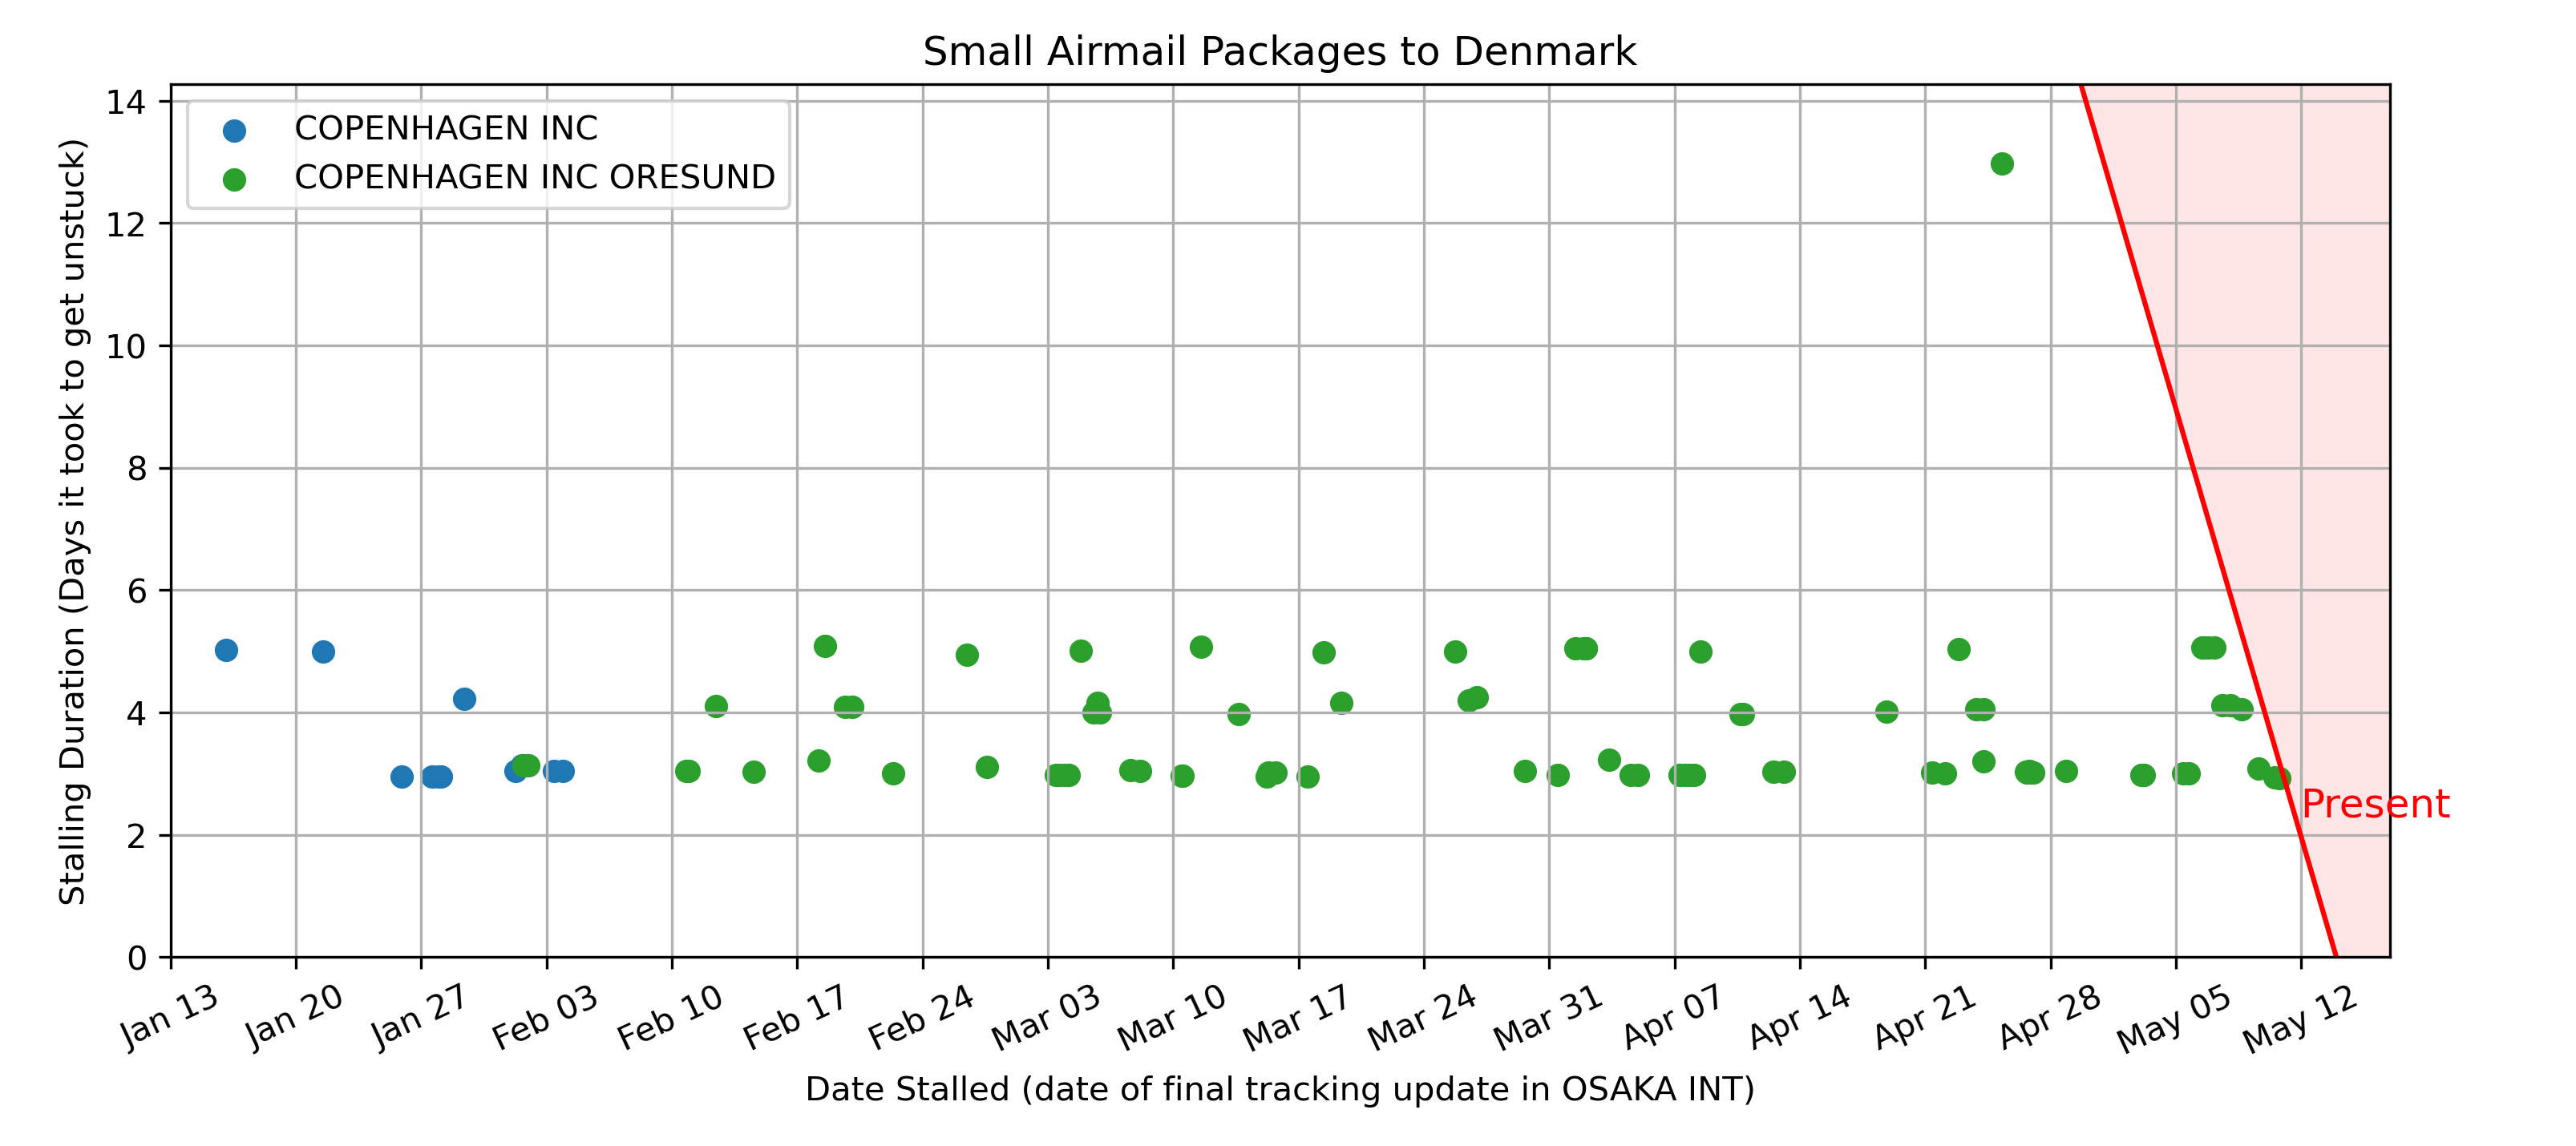 Small Airmail Packages to Denmark
COPENHAGEN INC
COPENHAGEN INC ORESUND
Stalling Duration (Days it took to get unstuck)
14
12
10
8
6
4
2
0
Present
Jan 13
Jan 20
Jan 27
Feb 03
Feb 10
Feb 17
Feb 24
Mar 03
Mar 10
Mar 17
Mar 24
Mar 31
Apr 07
Apr 14
Apr 21
Apr 28
May 05
May 12
Date Stalled (date of final tracking update in OSAKA INT)